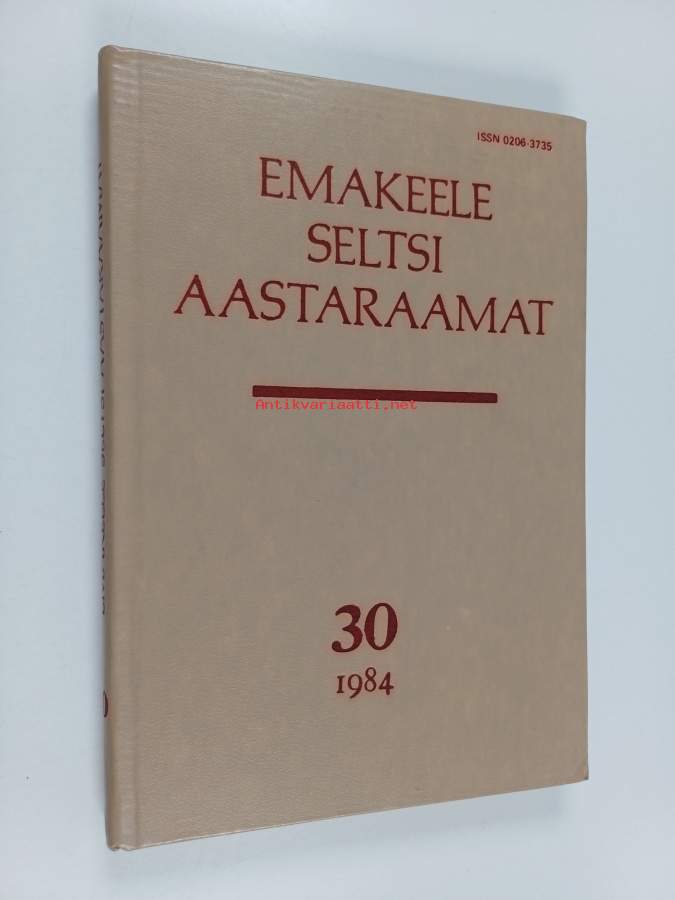 ISSN 0206-3735
EMAKEELE
SELTSI
AASTARAAMAT
Antikvariaatti.net
30
1984